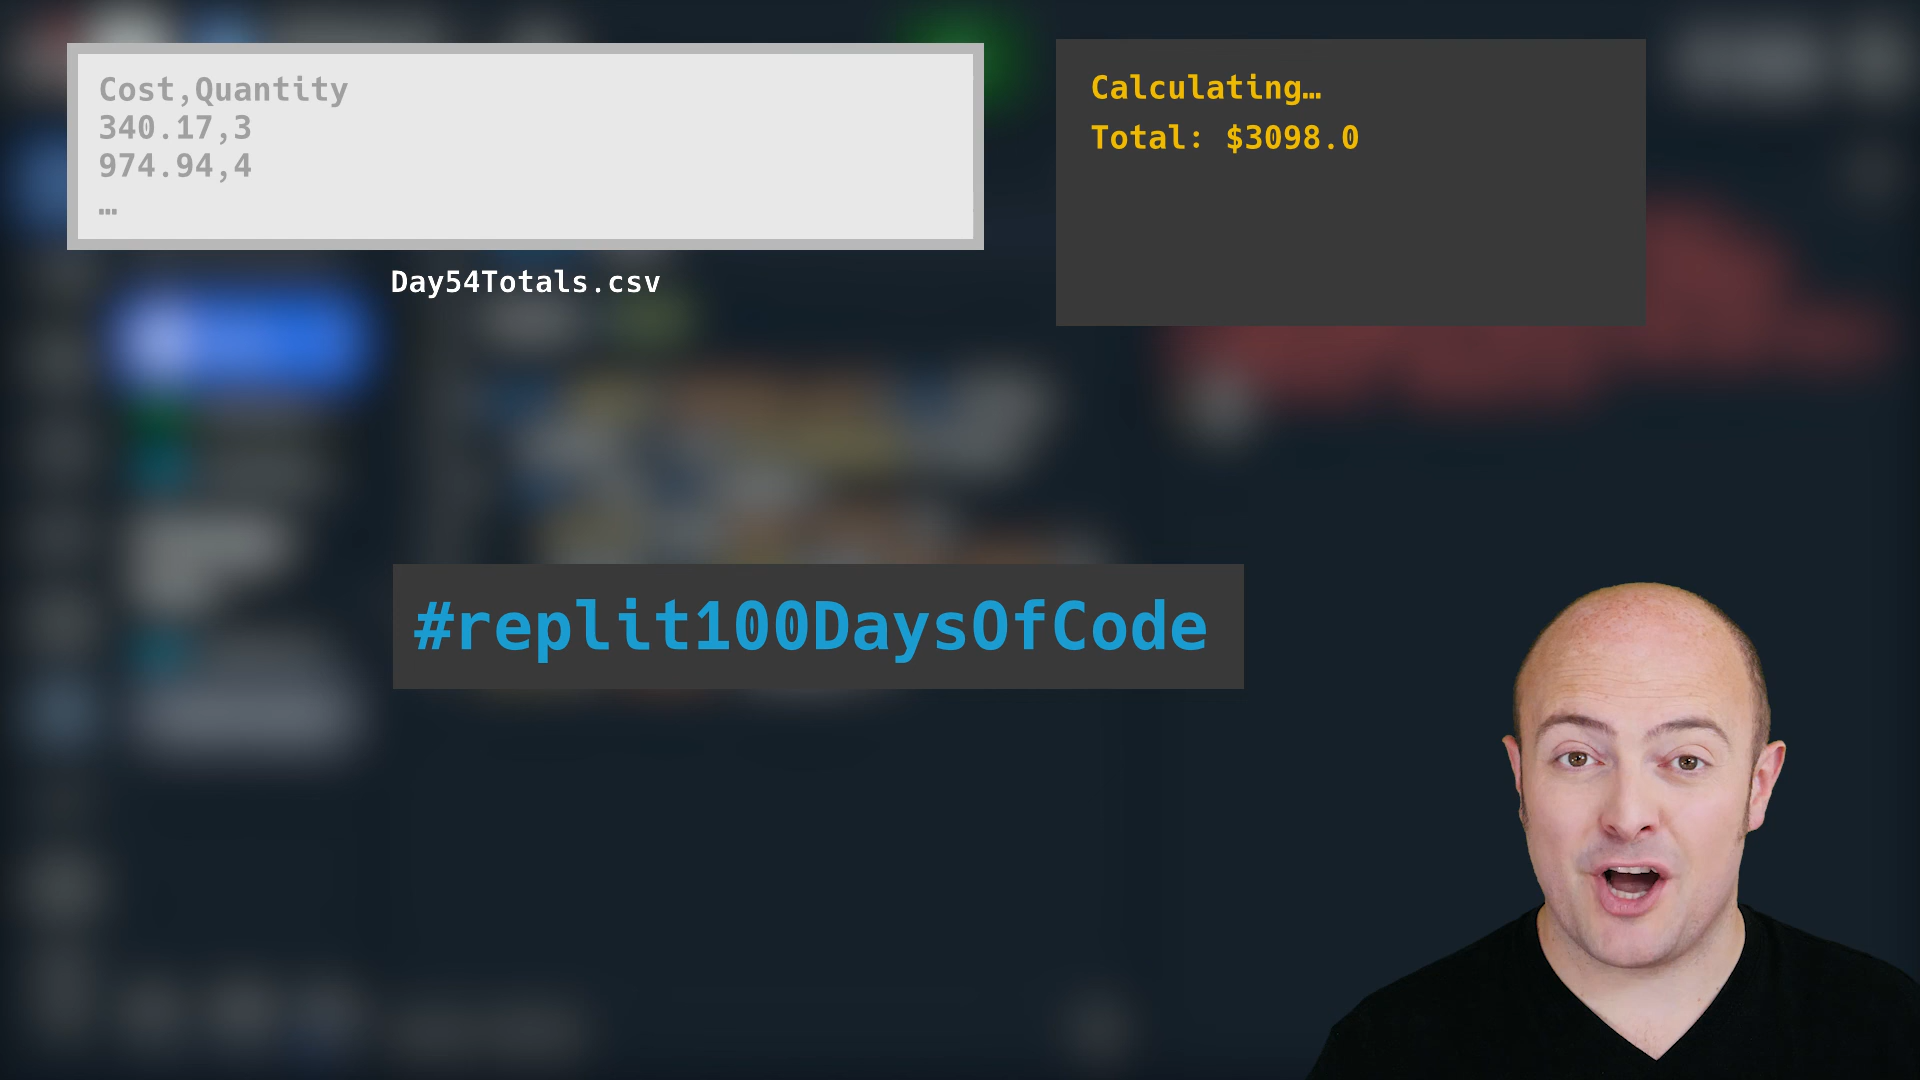 Cost,Quantity
340.17,3
974.94,4
…
Day54Totals.csv
Calculating…
Total: $3098.0
#replit100DaysOfCode